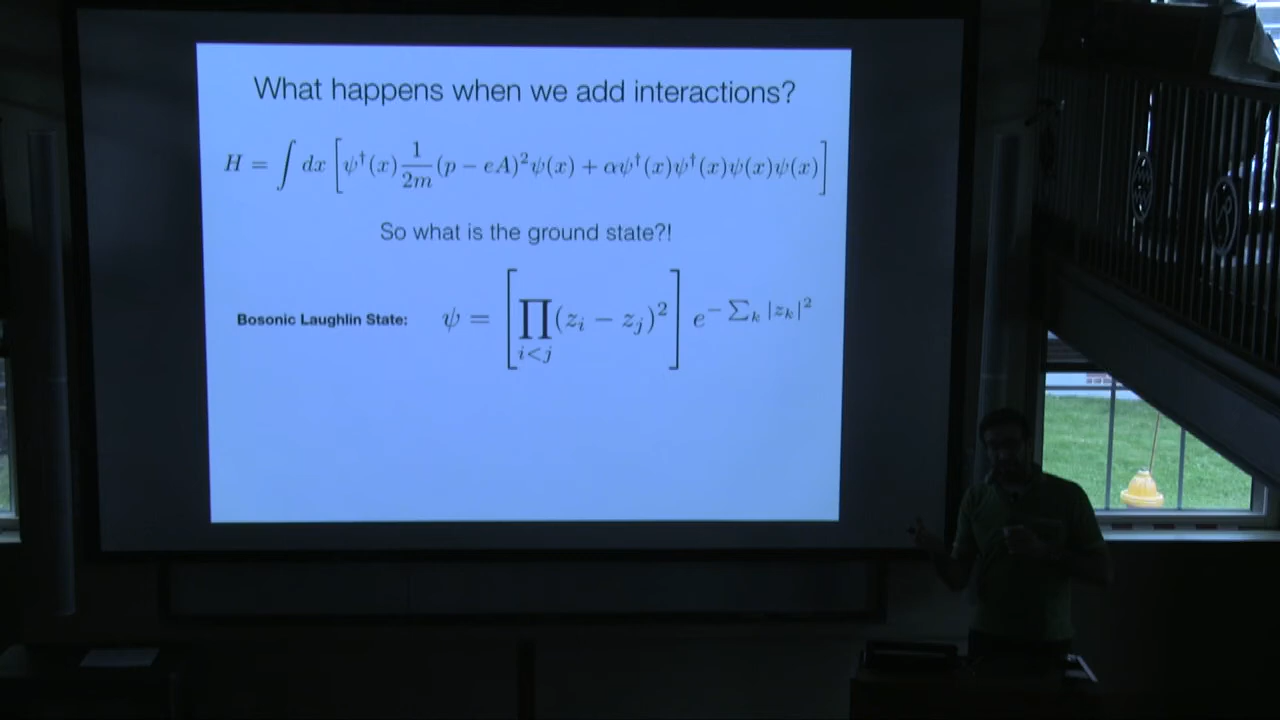 What happens when we add interactions?
H = ∫ dx [ψ†(x) 1/2m (p − eA)²ψ(x) + αψ†(x)ψ†(x)ψ(x)ψ(x)]
So what is the ground state?!
Bosonic Laughlin State: ψ = [∏_{i<j} (z_i − z_j)²] e^{−∑_k |z_k|²}